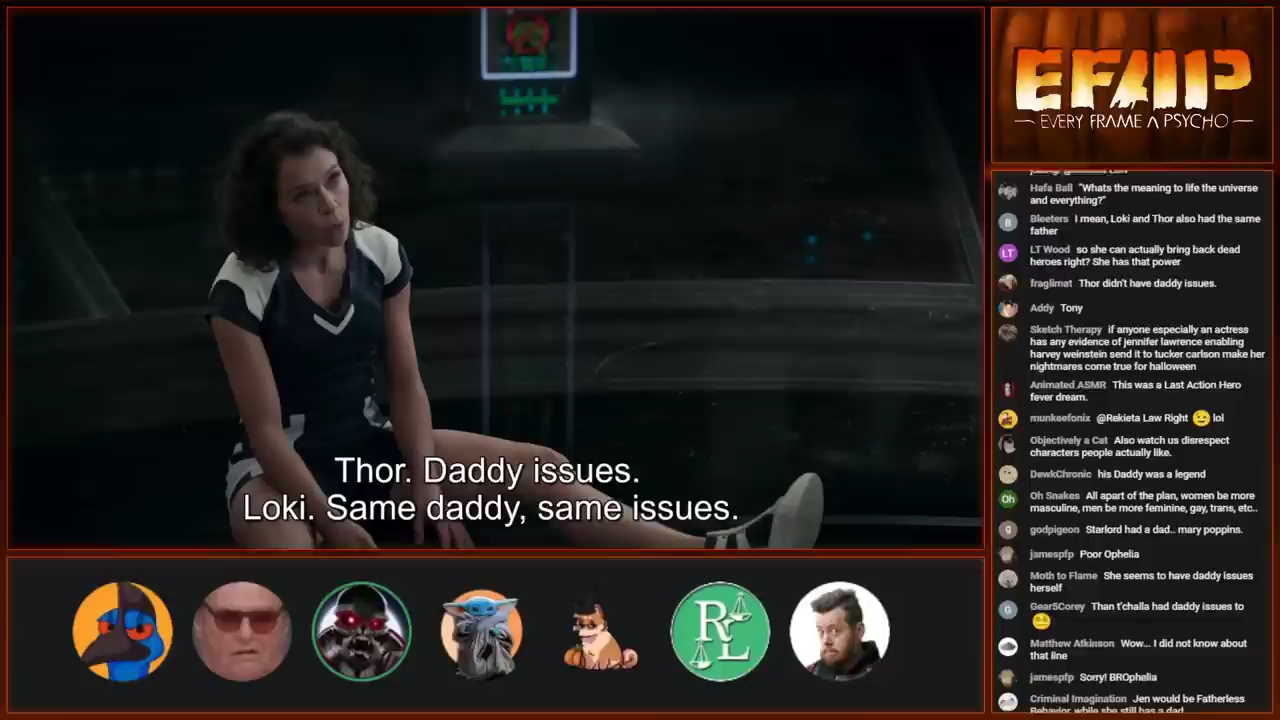 Thor. Daddy issues.
Loki. Same daddy, same issues.
EFAP
EVERY FRAME A PSYCHO
Hafa Ball "Whats the meaning to life the universe
and everything?"
B Bleeters I mean, Loki and Thor also had the same
father
LT LT Wood so she can actually bring back dead
heroes right? She has that power
fraglimat Thor didn't have daddy issues.
Addy Tony
Sketch Therapy if anyone especially an actress
has any evidence of jennifer lawrence enabling
harvey weinstein send it to tucker carlson make her
nightmares come true for halloween
Animated ASMR This was a Last Action Hero
fever dream.
munkeefonix @Rekieta Law Right 😉 lol
Objectively a Cat Also watch us disrespect
characters people actually like.
DewkChronic his Daddy was a legend
Oh Oh Snakes All apart of the plan, women be more
masculine, men be more feminine, gay, trans, etc..
g godpigeon Starlord had a dad.. mary poppins.
jamespfp Poor Ophelia
Moth to Flame She seems to have daddy issues
herself
G Gear5Corey Than t'challa had daddy issues to
Matthew Atkinson Wow... I did not know about
that line
jamespfp Sorry! BROphelia
Criminal Imagination Jen would be Fatherless
Behavior while she still has a dad
RL